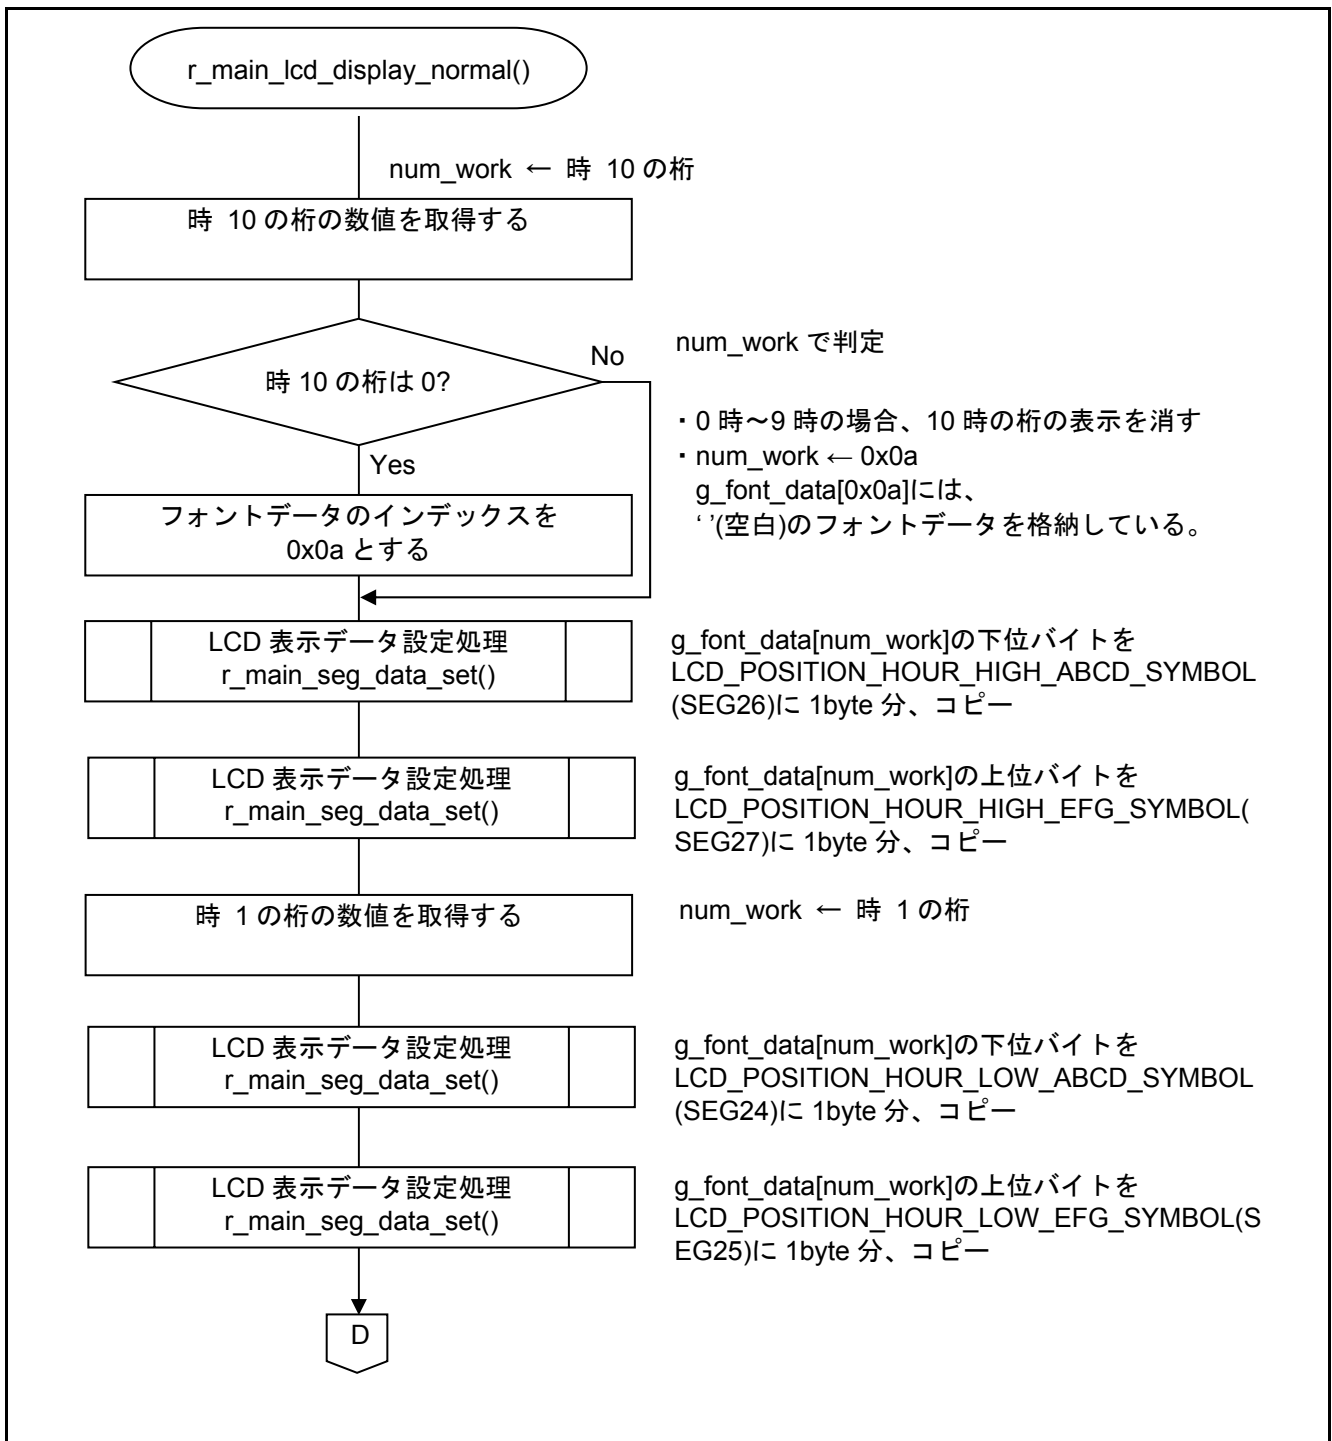 r_main_lcd_display_normal()
num_work ← 時 10 の桁
時 10 の桁の数値を取得する
時 10 の桁は 0?
No
Yes
num_work で判定
・0 時～9 時の場合、10 時の桁の表示を消す
・num_work ← 0x0a
g_font_data[0x0a]には、
‘ ’(空白)のフォントデータを格納している。
フォントデータのインデックスを
0x0a とする
LCD 表示データ設定処理
r_main_seg_data_set()
g_font_data[num_work]の下位バイトを
LCD_POSITION_HOUR_HIGH_ABCD_SYMBOL
(SEG26)に 1byte 分、コピー
LCD 表示データ設定処理
r_main_seg_data_set()
g_font_data[num_work]の上位バイトを
LCD_POSITION_HOUR_HIGH_EFG_SYMBOL(
SEG27)に 1byte 分、コピー
時 1 の桁の数値を取得する
num_work ← 時 1 の桁
LCD 表示データ設定処理
r_main_seg_data_set()
g_font_data[num_work]の下位バイトを
LCD_POSITION_HOUR_LOW_ABCD_SYMBOL
(SEG24)に 1byte 分、コピー
LCD 表示データ設定処理
r_main_seg_data_set()
g_font_data[num_work]の上位バイトを
LCD_POSITION_HOUR_LOW_EFG_SYMBOL(S
EG25)に 1byte 分、コピー
D